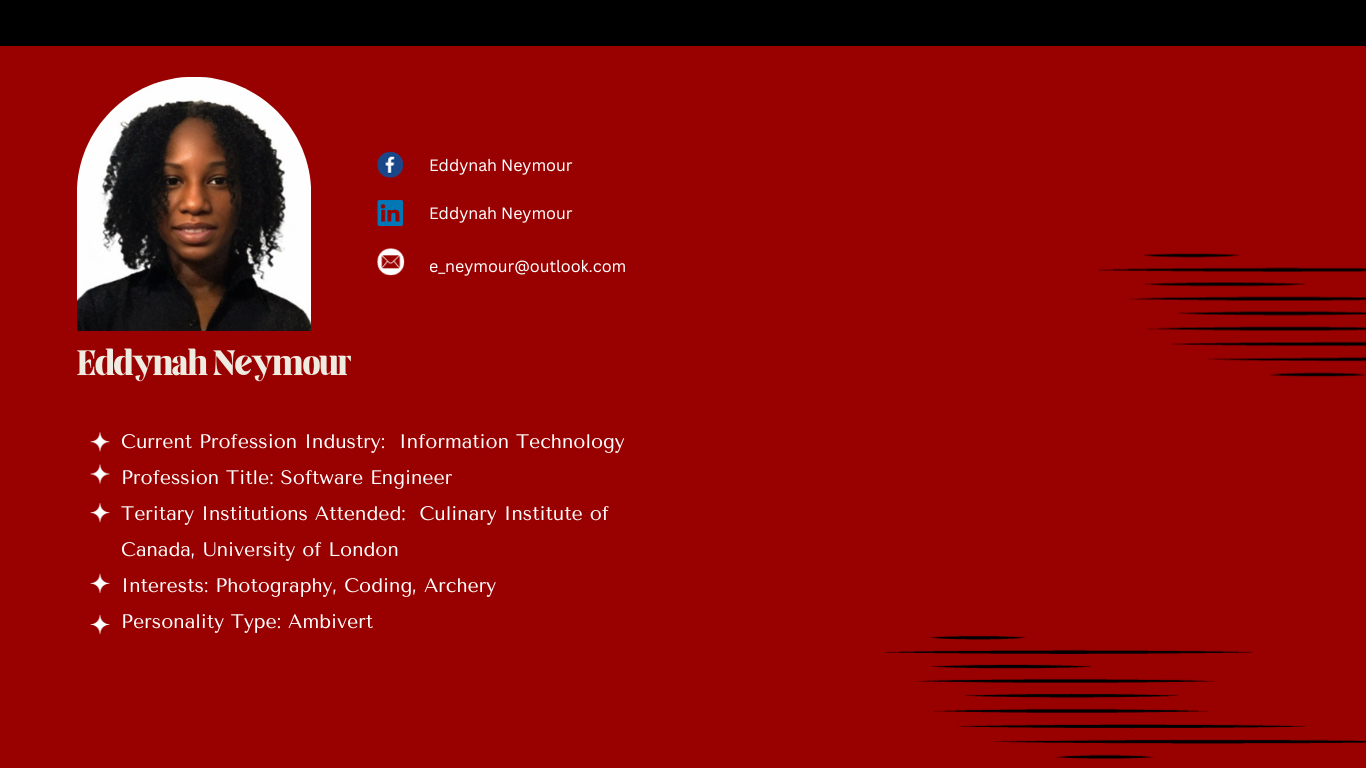 Eddynah Neymour
Eddynah Neymour
e_neymour@outlook.com
Eddynah Neymour
Current Profession Industry:  Information Technology
Profession Title: Software Engineer
Teritary Institutions Attended:  Culinary Institute of
Canada, University of London
Interests: Photography, Coding, Archery
Personality Type: Ambivert